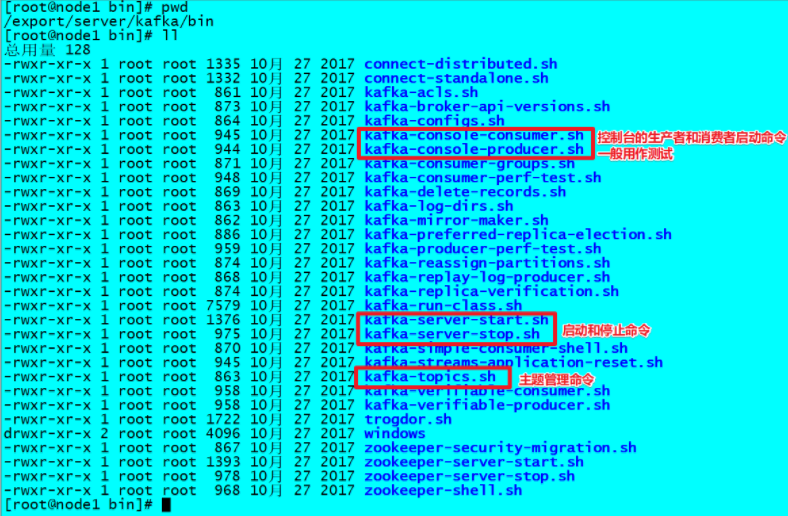 [root@node1 bin]# pwd
/export/server/kafka/bin
[root@node1 bin]# ll
总用量 128
-rwxr-xr-x 1 root root 1335 10月 27 2017 connect-distributed.sh
-rwxr-xr-x 1 root root 1332 10月 27 2017 connect-standalone.sh
-rwxr-xr-x 1 root root 861 10月 27 2017 kafka-acls.sh
-rwxr-xr-x 1 root root 873 10月 27 2017 kafka-broker-api-versions.sh
-rwxr-xr-x 1 root root 864 10月 27 2017 kafka-configs.sh
-rwxr-xr-x 1 root root 945 10月 27 2017 kafka-console-consumer.sh 控制台的生产者和消费者启动命令
-rwxr-xr-x 1 root root 944 10月 27 2017 kafka-console-producer.sh 一般用作测试
-rwxr-xr-x 1 root root 871 10月 27 2017 kafka-consumer-groups.sh
-rwxr-xr-x 1 root root 948 10月 27 2017 kafka-consumer-perf-test.sh
-rwxr-xr-x 1 root root 869 10月 27 2017 kafka-delete-records.sh
-rwxr-xr-x 1 root root 863 10月 27 2017 kafka-log-dirs.sh
-rwxr-xr-x 1 root root 862 10月 27 2017 kafka-mirror-maker.sh
-rwxr-xr-x 1 root root 886 10月 27 2017 kafka-preferred-replica-election.sh
-rwxr-xr-x 1 root root 959 10月 27 2017 kafka-producer-perf-test.sh
-rwxr-xr-x 1 root root 874 10月 27 2017 kafka-reassign-partitions.sh
-rwxr-xr-x 1 root root 868 10月 27 2017 kafka-replay-log-producer.sh
-rwxr-xr-x 1 root root 874 10月 27 2017 kafka-replica-verification.sh
-rwxr-xr-x 1 root root 7579 10月 27 2017 kafka-run-class.sh
-rwxr-xr-x 1 root root 1376 10月 27 2017 kafka-server-start.sh
-rwxr-xr-x 1 root root 975 10月 27 2017 kafka-server-stop.sh 启动和停止命令
-rwxr-xr-x 1 root root 870 10月 27 2017 kafka-simple-consumer-shell.sh
-rwxr-xr-x 1 root root 945 10月 27 2017 kafka-streams-application-reset.sh
-rwxr-xr-x 1 root root 863 10月 27 2017 kafka-topics.sh 主题管理命令
-rwxr-xr-x 1 root root 958 10月 27 2017 kafka-verifiable-consumer.sh
-rwxr-xr-x 1 root root 958 10月 27 2017 kafka-verifiable-producer.sh
-rwxr-xr-x 1 root root 1722 10月 27 2017 trogdor.sh
drwxr-xr-x 2 root root 4096 10月 27 2017 windows
-rwxr-xr-x 1 root root 867 10月 27 2017 zookeeper-security-migration.sh
-rwxr-xr-x 1 root root 1393 10月 27 2017 zookeeper-server-start.sh
-rwxr-xr-x 1 root root 978 10月 27 2017 zookeeper-server-stop.sh
-rwxr-xr-x 1 root root 968 10月 27 2017 zookeeper-shell.sh
[root@node1 bin]#